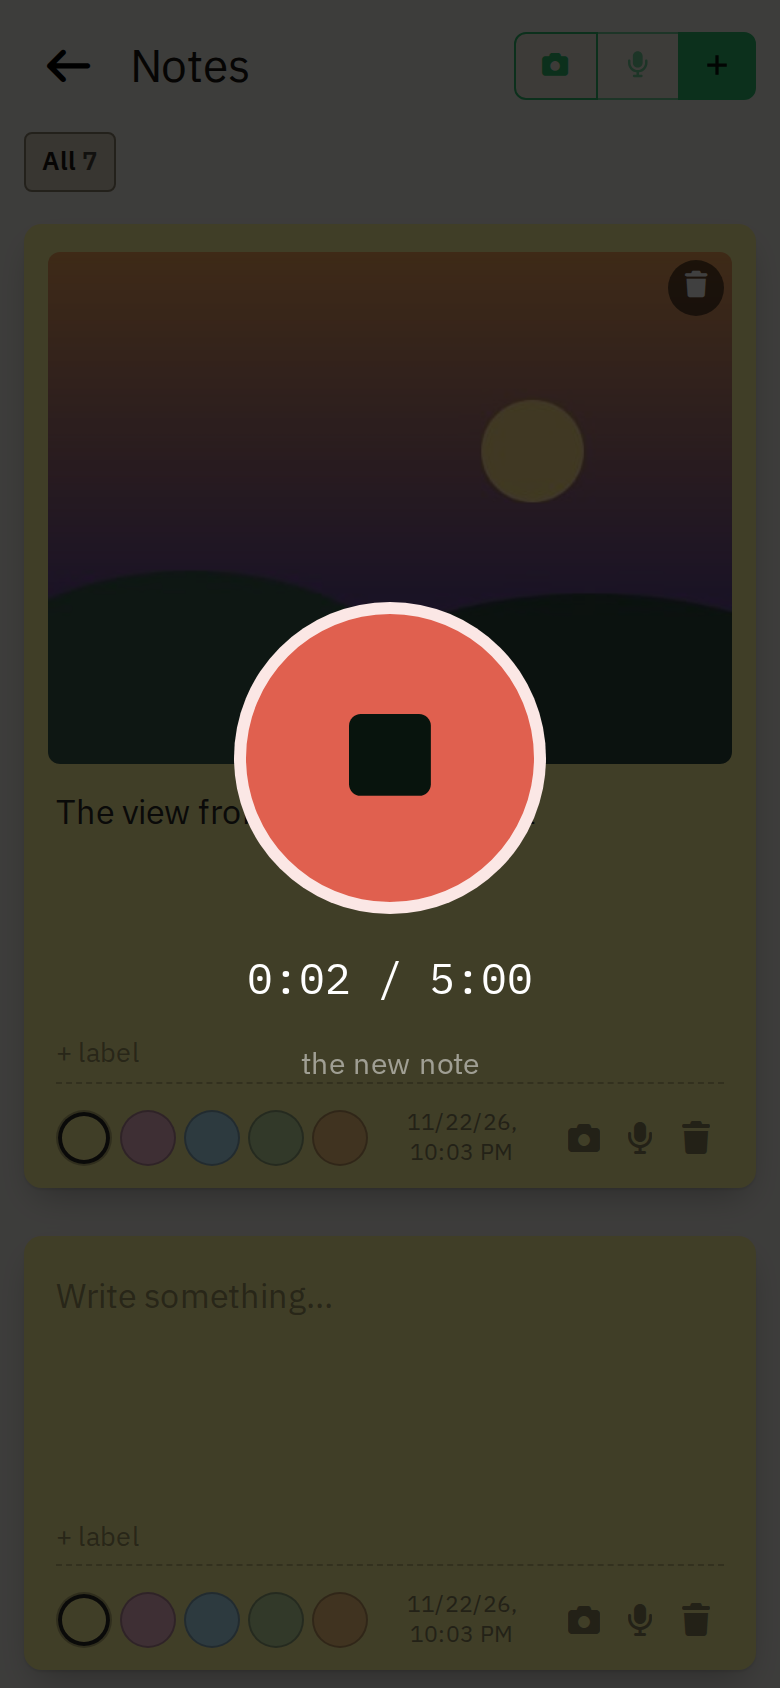 Notes
All 7
The view fro
0:02 / 5:00
+ label
the new note
11/22/26,
10:03 PM
Write something...
+ label
11/22/26,
10:03 PM